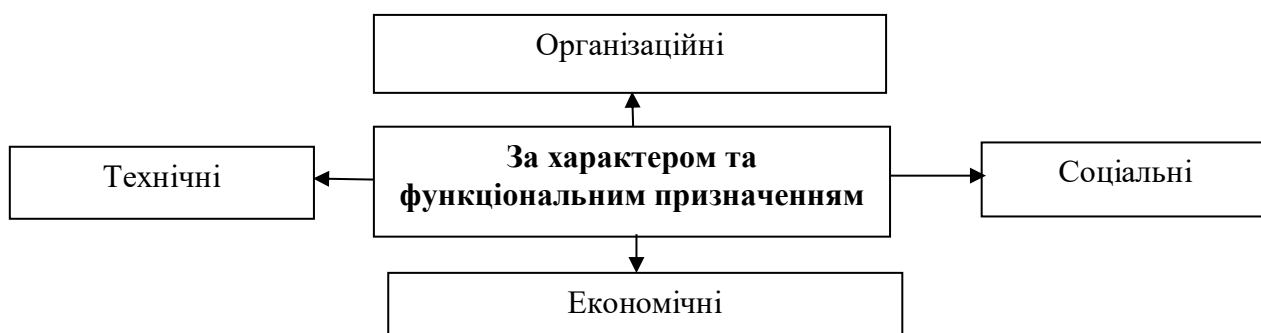 Організаційні
Технічні
За характером та
функціональним призначенням
Соціальні
Економічні